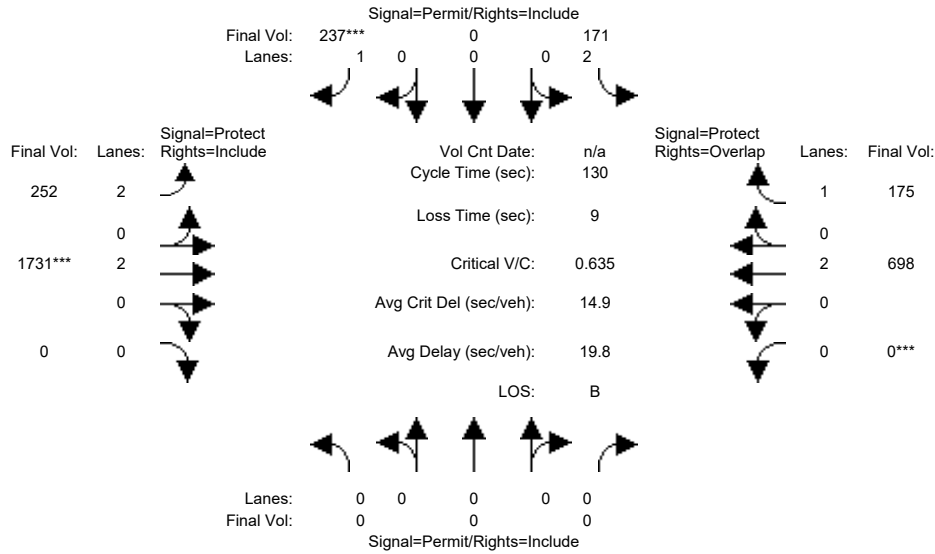 Signal=Permit/Rights=Include
Final Vol: 237*** 0 171
Lanes: 1 0 0 0 2
Signal=Protect
Final Vol: Lanes: Rights=Include
Vol Cnt Date: n/a
Signal=Protect
Rights=Overlap Lanes: Final Vol:
Cycle Time (sec): 130
252 2
1 175
Loss Time (sec): 9
0
0
1731*** 2
Critical V/C: 0.635
2 698
0
Avg Crit Del (sec/veh): 14.9
0
0 0
Avg Delay (sec/veh): 19.8
0 0***
LOS: B
Lanes: 0 0 0 0 0
Final Vol: 0 0 0
Signal=Permit/Rights=Include